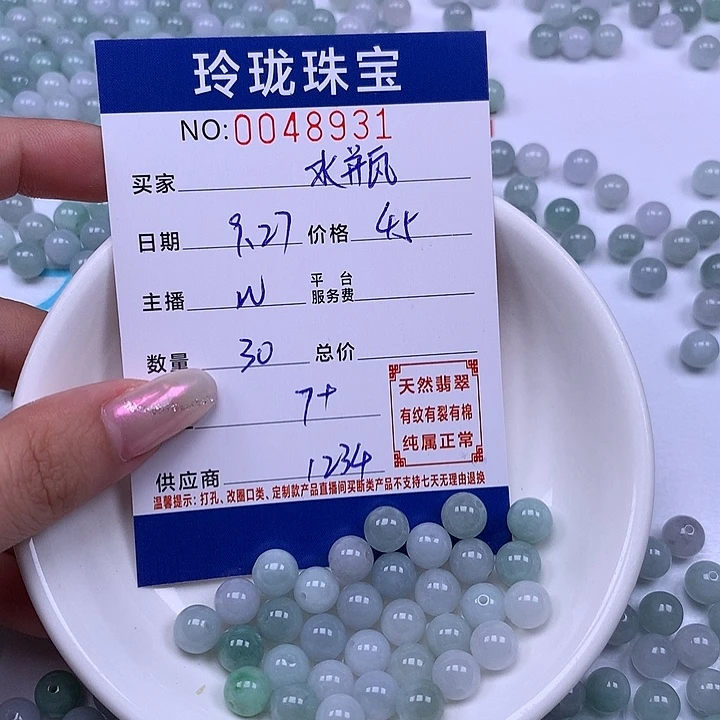 玲珑珠宝
NO:0048931
买家 水瓶
日期 9.27 价格 45
主播 W 平台服务费
数量 30 总价
7+
天然翡翠
有纹有裂有棉
纯属正常
供应商 1234
温馨提示：打孔、改圈口类、定制款产品直播间买断类产品不支持七天无理由退换